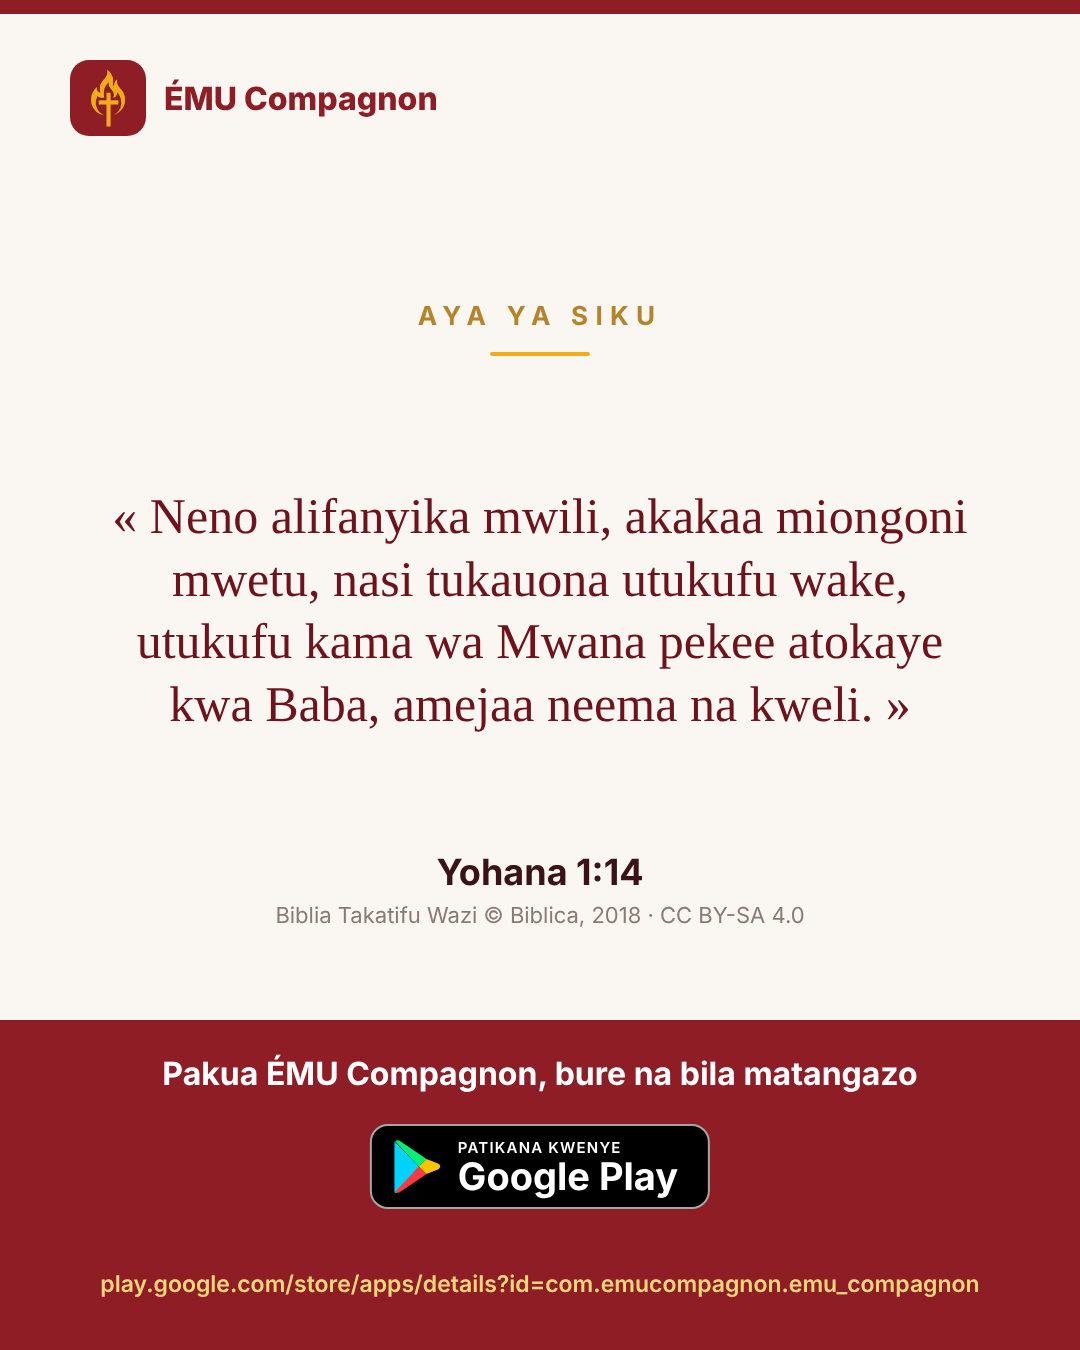 ÉMU Compagnon
AYA YA SIKU
« Neno alifanyika mwili, akakaa miongoni
mwetu, nasi tukauona utukufu wake,
utukufu kama wa Mwana pekee atokaye
kwa Baba, amejaa neema na kweli. »
Yohana 1:14
Biblia Takatifu Wazi © Biblica, 2018 · CC BY-SA 4.0
Pakua ÉMU Compagnon, bure na bila matangazo
PATIKANA KWENYE
Google Play
play.google.com/store/apps/details?id=com.emucompagnon.emu_compagnon